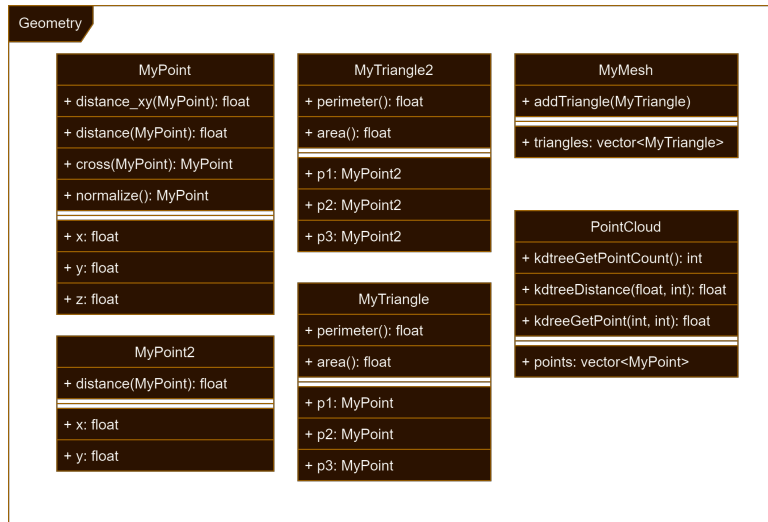 Geometry
MyPoint
+ distance_xy(MyPoint): float
+ distance(MyPoint): float
+ cross(MyPoint): MyPoint
+ normalize(): MyPoint
+ x: float
+ y: float
+ z: float
MyPoint2
+ distance(MyPoint): float
+ x: float
+ y: float
MyTriangle2
+ perimeter(): float
+ area(): float
+ p1: MyPoint2
+ p2: MyPoint2
+ p3: MyPoint2
MyTriangle
+ perimeter(): float
+ area(): float
+ p1: MyPoint
+ p2: MyPoint
+ p3: MyPoint
MyMesh
+ addTriangle(MyTriangle)
+ triangles: vector<MyTriangle>
PointCloud
+ kdtreeGetPointCount(): int
+ kdtreeDistance(float, int): float
+ kdreeGetPoint(int, int): float
+ points: vector<MyPoint>